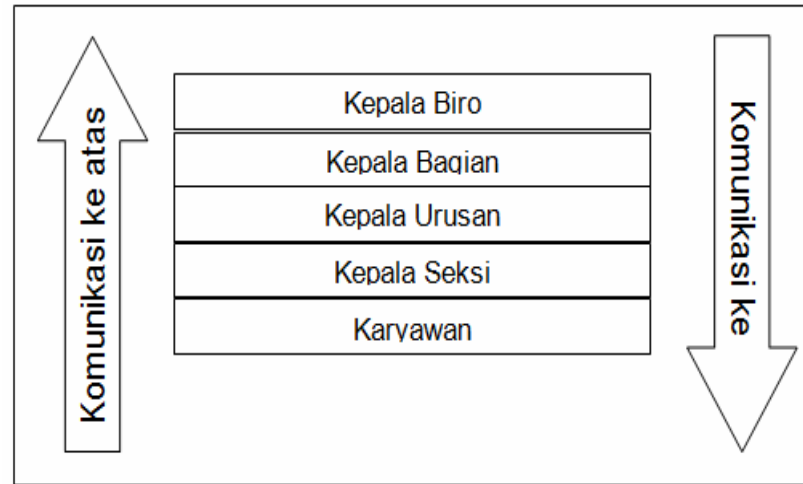 Komunikasi ke atas
Kepala Biro
Kepala Bagian
Kepala Urusan
Kepala Seksi
Karyawan
Komunikasi ke